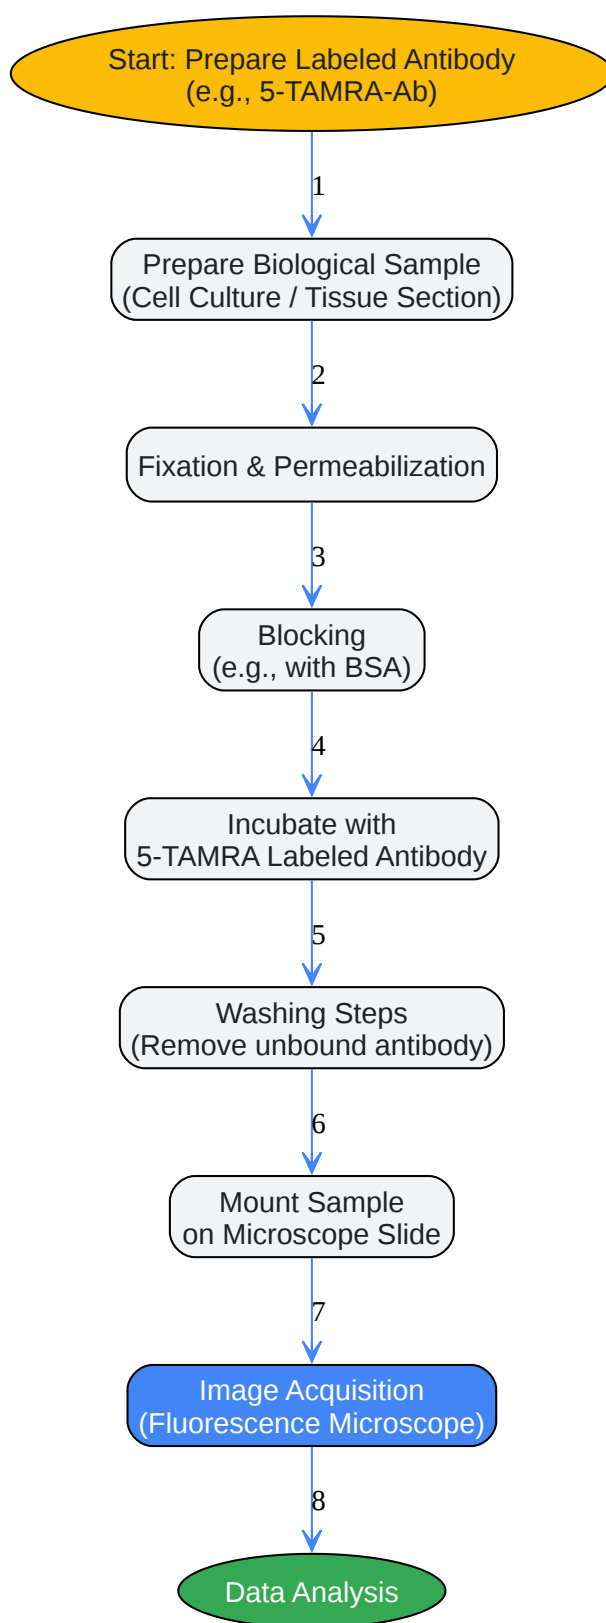 Start: Prepare Labeled Antibody
(e.g., 5-TAMRA-Ab)
1
Prepare Biological Sample
(Cell Culture / Tissue Section)
2
Fixation & Permeabilization
3
Blocking
(e.g., with BSA)
4
Incubate with
5-TAMRA Labeled Antibody
5
Washing Steps
(Remove unbound antibody)
6
Mount Sample
on Microscope Slide
7
Image Acquisition
(Fluorescence Microscope)
8
Data Analysis